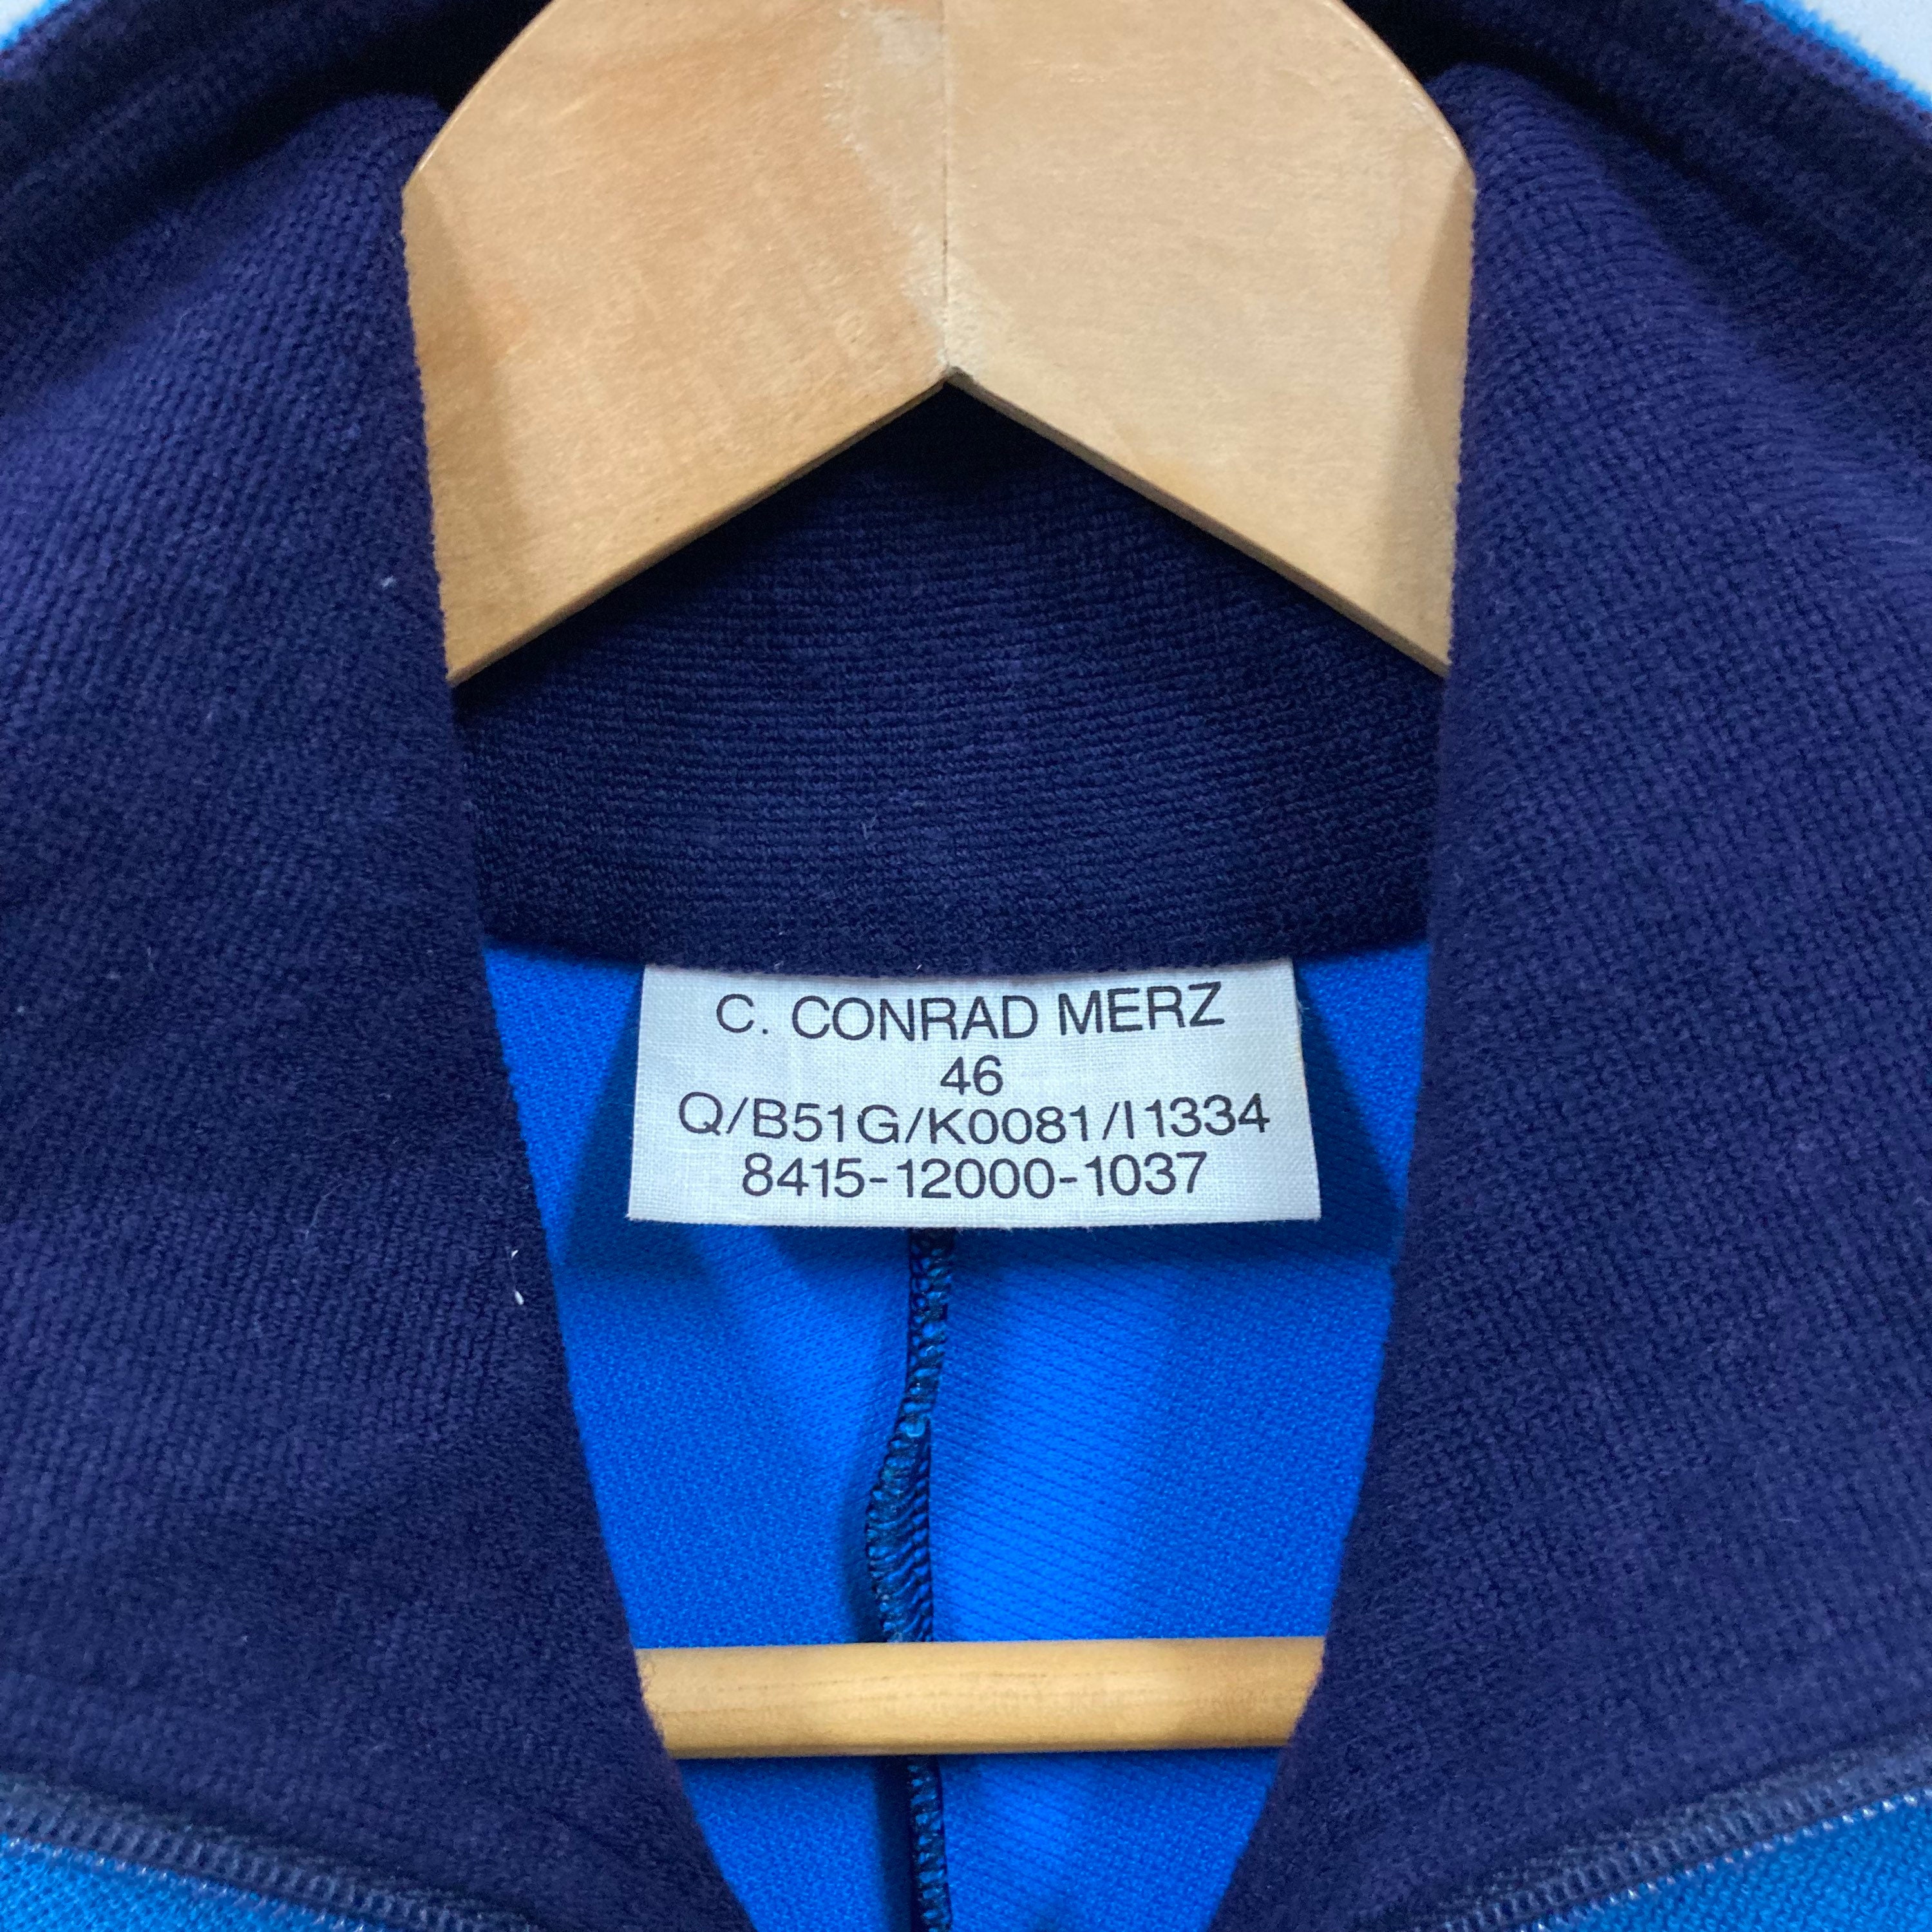 C. CONRAD MERZ
46
Q/B51G/K0081/I1334
8415-12000-1037